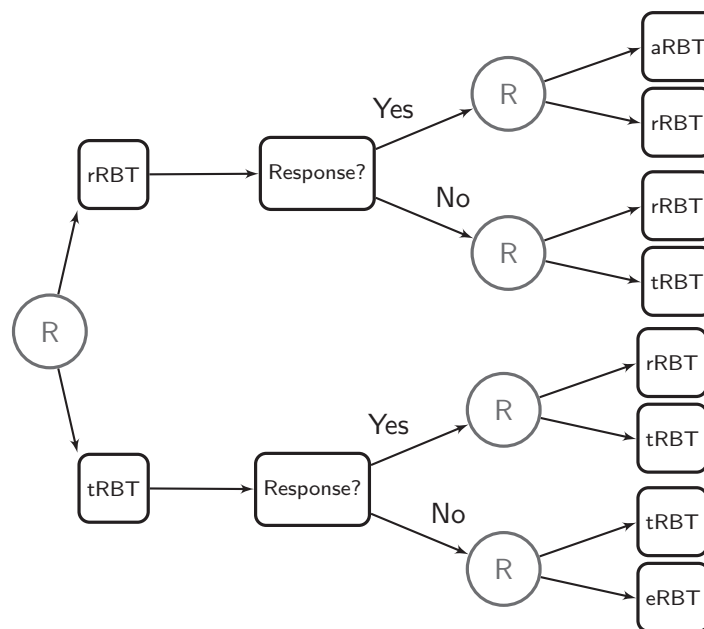 aRBT
Yes
R
rRBT
rRBT
Response?
No
rRBT
R
tRBT
R
rRBT
Yes
R
tRBT
tRBT
Response?
No
tRBT
R
eRBT